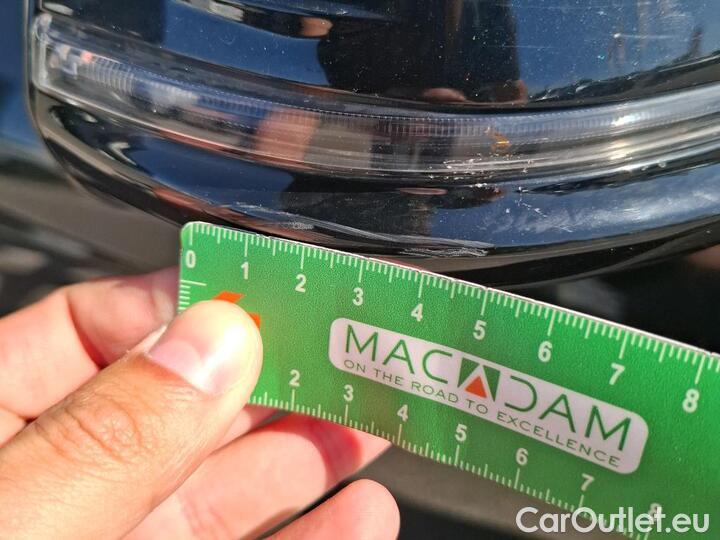 0 1 2 3 4 5 6 7 8
MACADAM
ON THE ROAD TO EXCELLENCE
2 3 4 5 6 7 8
CarOutlet.eu